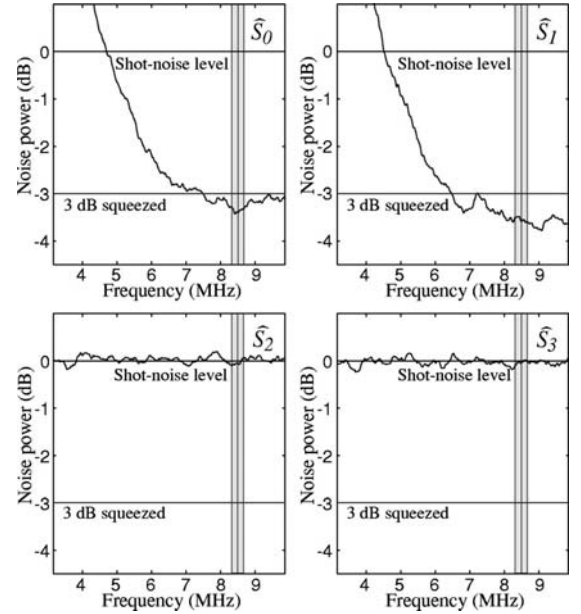 Ŝ0
0
Shot-noise level
-1
-2
-3
3 dB squeezed
-4
Noise power (dB)
4 5 6 7 8 9
Frequency (MHz)
Ŝ1
0
Shot-noise level
-1
-2
-3
3 dB squeezed
-4
Noise power (dB)
4 5 6 7 8 9
Frequency (MHz)
Ŝ2
0
Shot-noise level
-1
-2
-3
3 dB squeezed
-4
Noise power (dB)
4 5 6 7 8 9
Frequency (MHz)
Ŝ3
0
Shot-noise level
-1
-2
-3
3 dB squeezed
-4
Noise power (dB)
4 5 6 7 8 9
Frequency (MHz)